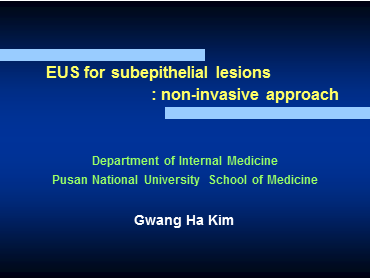 EUS for subepithelial lesions
: non-invasive approach
Department of Internal Medicine
Pusan National University School of Medicine
Gwang Ha Kim